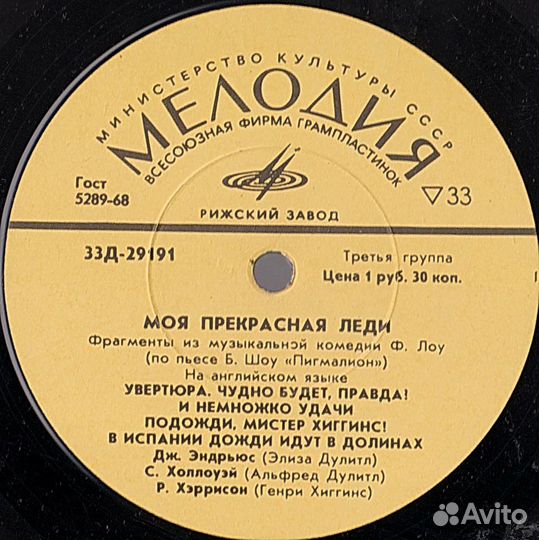 МИНИСТЕРСТВО КУЛЬТУРЫ СССР
МЕЛОДИЯ
ВСЕСОЮЗНАЯ ФИРМА ГРАМПЛАСТИНОК
Гост
5289-68
▽33
РИЖСКИЙ ЗАВОД
33Д-29191
Третья группа
Цена 1 руб. 30 коп.
МОЯ ПРЕКРАСНАЯ ЛЕДИ
Фрагменты из музыкальной комедии Ф. Лоу
(по пьесе Б. Шоу «Пигмалион»)
На английском языке
УВЕРТЮРА. ЧУДНО БУДЕТ, ПРАВДА!
И НЕМНОЖКО УДАЧИ
ПОДОЖДИ, МИСТЕР ХИГГИНС!
В ИСПАНИИ ДОЖДИ ИДУТ В ДОЛИНАХ
Дж. Эндрьюс (Элиза Дулитл)
С. Холлоуэй (Альфред Дулитл)
Р. Хэррисон (Генри Хиггинс)
Avito